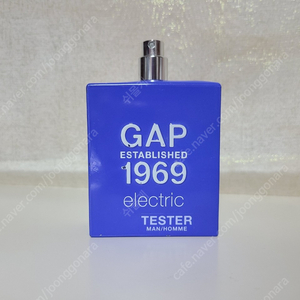 GAP
ESTABLISHED
1969
electric
TESTER
MAN/HOMME